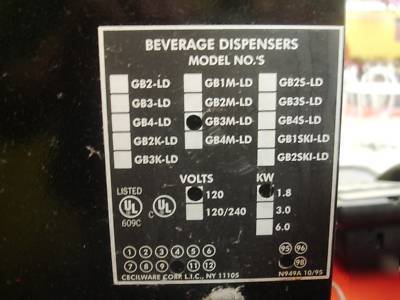 BEVERAGE DISPENSERS
MODEL NO.'S
GB2-LD GB1M-LD GB2S-LD
GB3-LD GB2M-LD GB3S-LD
GB4-LD GB3M-LD GB4S-LD
GB2K-LD GB4M-LD GB1SKI-LD
GB3K-LD GB2SKI-LD
VOLTS KW
LISTED 120 1.8
UL C UL 120/240 3.0
609C 6.0
1 2 3 4 5 6 95 96
7 8 9 11 12 98
CECILWARE CORP. L.I.C., NY 11105 N949A 10/95